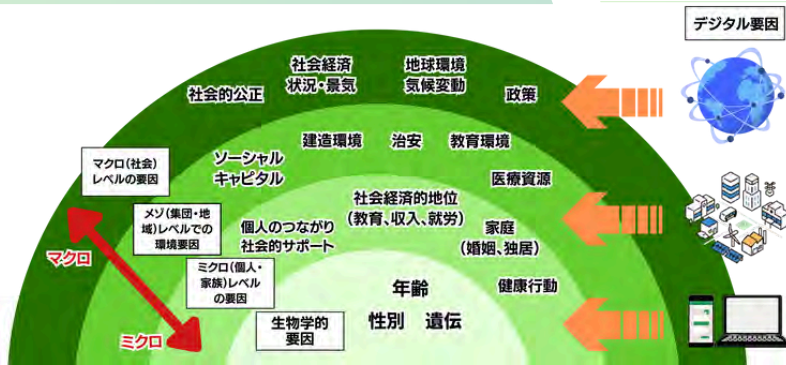 デジタル要因
社会経済
状況・景気
地球環境
気候変動
社会的公正
政策
建造環境
治安
教育環境
ソーシャル
キャピタル
医療資源
マクロ(社会)
レベルの要因
社会経済的地位
(教育、収入、就労)
メゾ(集団・地
域)レベルでの
環境要因
個人のつながり
社会的サポート
家庭
(婚姻、独居)
マクロ
ミクロ(個人・
家族)レベル
の要因
年齢
健康行動
性別 遺伝
生物学的
要因
ミクロ